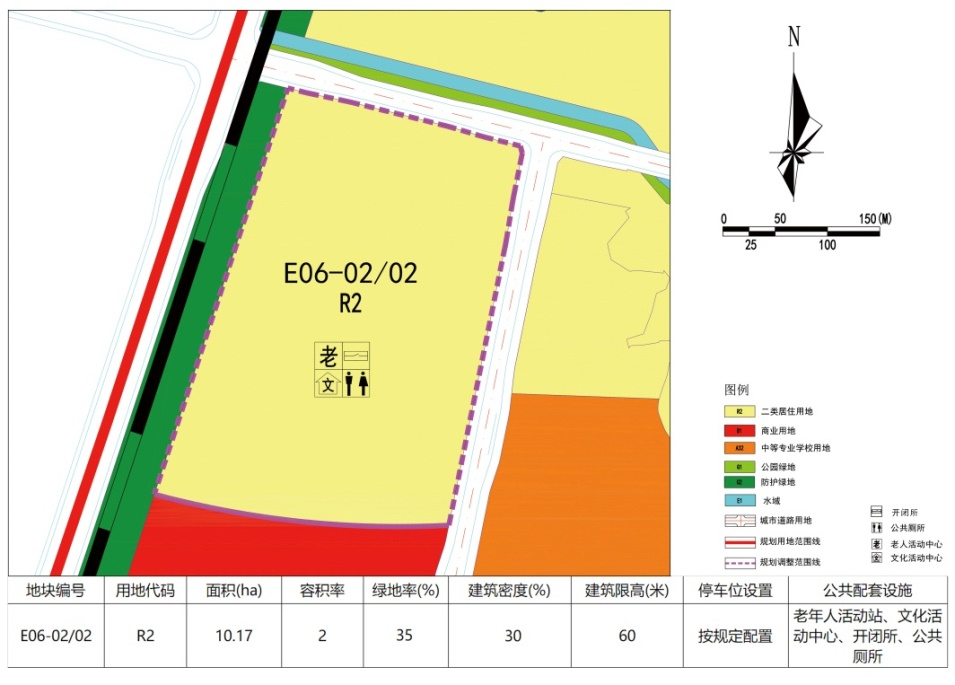 N
0 50 150(M)
25 100
E06-02/02
R2
老
文
图例
R2 二类居住用地
B1 商业用地
A32 中等专业学校用地
G1 公园绿地
G2 防护绿地
E1 水域
城市道路用地
规划用地范围线
规划调整范围线
开闭所
公共厕所
老 老人活动中心
文 文化活动中心
地块编号 用地代码 面积(ha) 容积率 绿地率(%) 建筑密度(%) 建筑限高(米) 停车位设置 公共配套设施
E06-02/02 R2 10.17 2 35 30 60 按规定配置 老年人活动站、文化活
动中心、开闭所、公共
厕所